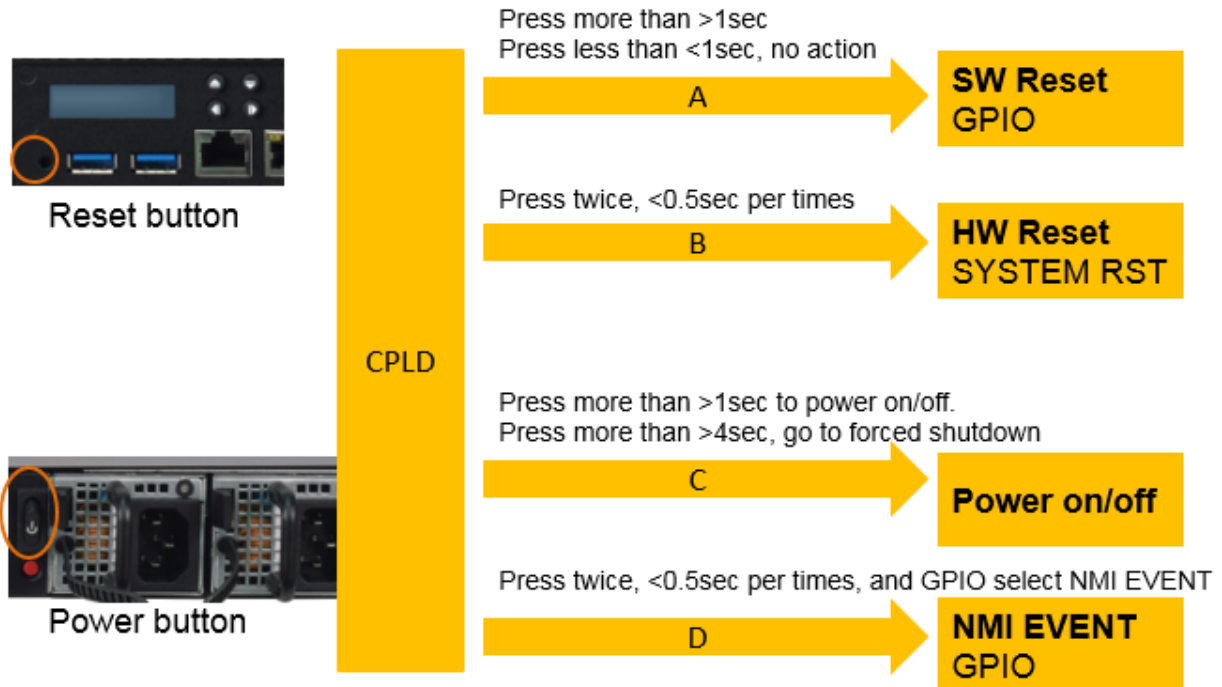 Press more than >1sec
Press less than <1sec, no action
A
SW Reset
GPIO
Reset button
Press twice, <0.5sec per times
B
HW Reset
SYSTEM RST
CPLD
Press more than >1sec to power on/off.
Press more than >4sec, go to forced shutdown
C
Power on/off
Power button
Press twice, <0.5sec per times, and GPIO select NMI EVENT
D
NMI EVENT
GPIO